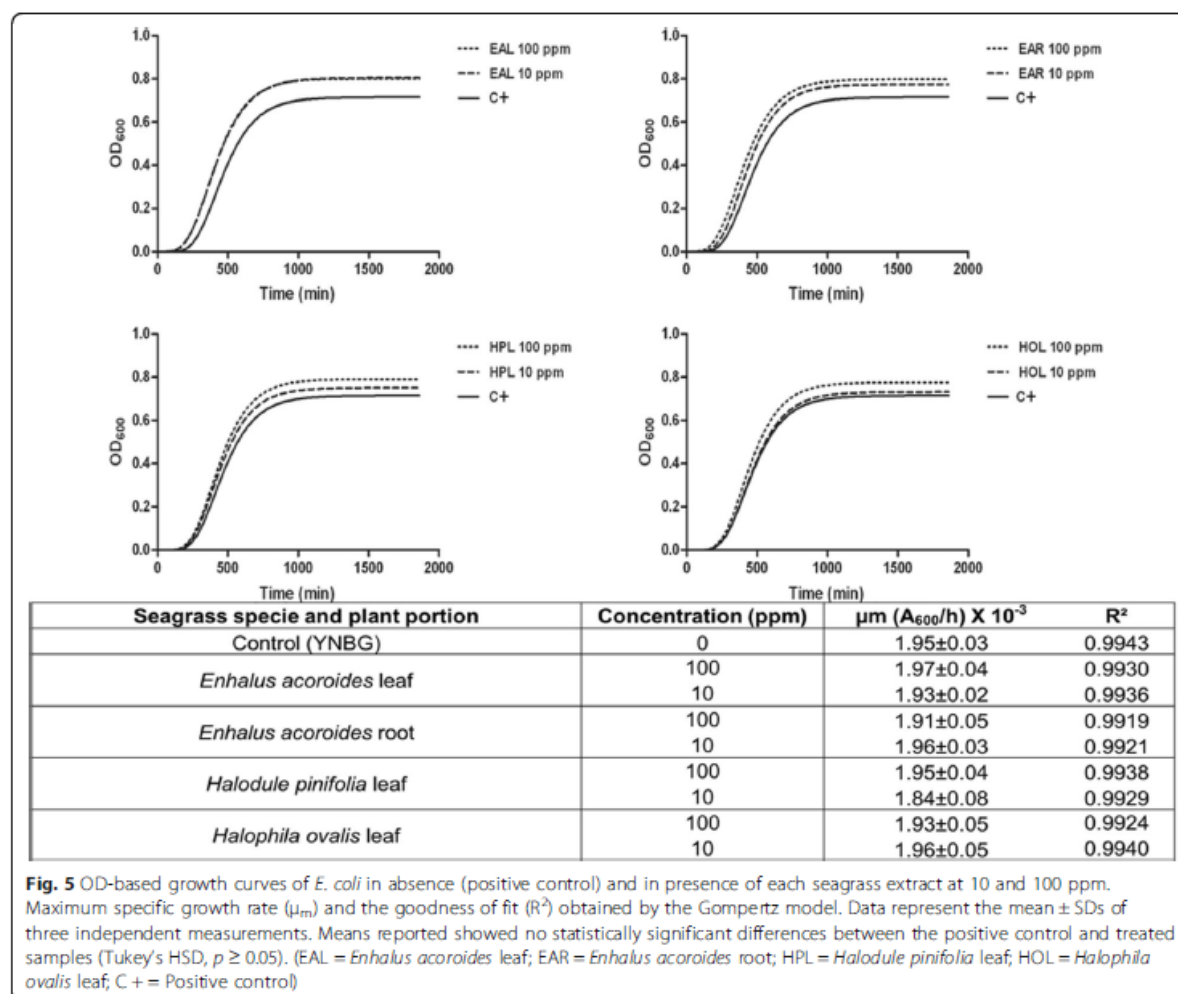 1.0
0.8
0.6
0.4
0.2
0.0
OD600
0 500 1000 1500 2000
Time (min)
EAL 100 ppm
EAL 10 ppm
C+
1.0
0.8
0.6
0.4
0.2
0.0
OD600
0 500 1000 1500 2000
Time (min)
EAR 100 ppm
EAR 10 ppm
C+
1.0
0.8
0.6
0.4
0.2
0.0
OD600
0 500 1000 1500 2000
Time (min)
HPL 100 ppm
HPL 10 ppm
C+
1.0
0.8
0.6
0.4
0.2
0.0
OD600
0 500 1000 1500 2000
Time (min)
HOL 100 ppm
HOL 10 ppm
C+
Seagrass specie and plant portion Concentration (ppm) µm (A600/h) X 10-3 R²
Control (YNBG) 0 1.95±0.03 0.9943
Enhalus acoroides leaf 100 1.97±0.04 0.9930
10 1.93±0.02 0.9936
Enhalus acoroides root 100 1.91±0.05 0.9919
10 1.96±0.03 0.9921
Halodule pinifolia leaf 100 1.95±0.04 0.9938
10 1.84±0.08 0.9929
Halophila ovalis leaf 100 1.93±0.05 0.9924
10 1.96±0.05 0.9940
Fig. 5 OD-based growth curves of E. coli in absence (positive control) and in presence of each seagrass extract at 10 and 100 ppm.
Maximum specific growth rate (µm) and the goodness of fit (R²) obtained by the Gompertz model. Data represent the mean ± SDs of
three independent measurements. Means reported showed no statistically significant differences between the positive control and treated
samples (Tukey's HSD, p ≥ 0.05). (EAL = Enhalus acoroides leaf; EAR = Enhalus acoroides root; HPL = Halodule pinifolia leaf; HOL = Halophila
ovalis leaf; C + = Positive control)